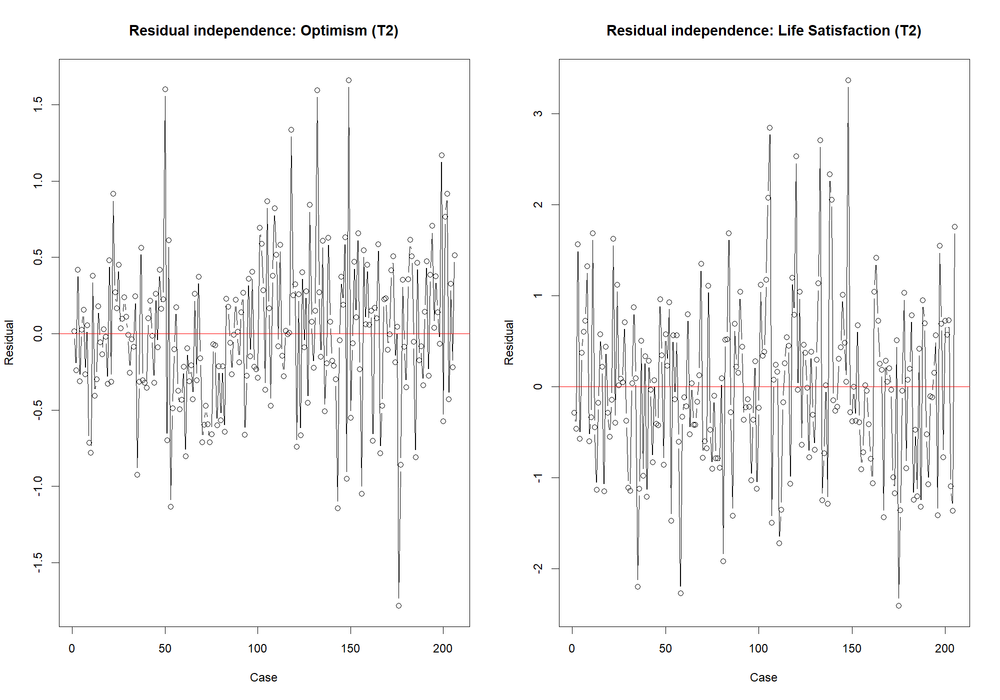 Residual independence: Optimism (T2)
Residual
1.5
1.0
0.5
0.0
-0.5
-1.0
-1.5
0 50 100 150 200
Case
Residual independence: Life Satisfaction (T2)
Residual
3
2
1
0
-1
-2
0 50 100 150 200
Case